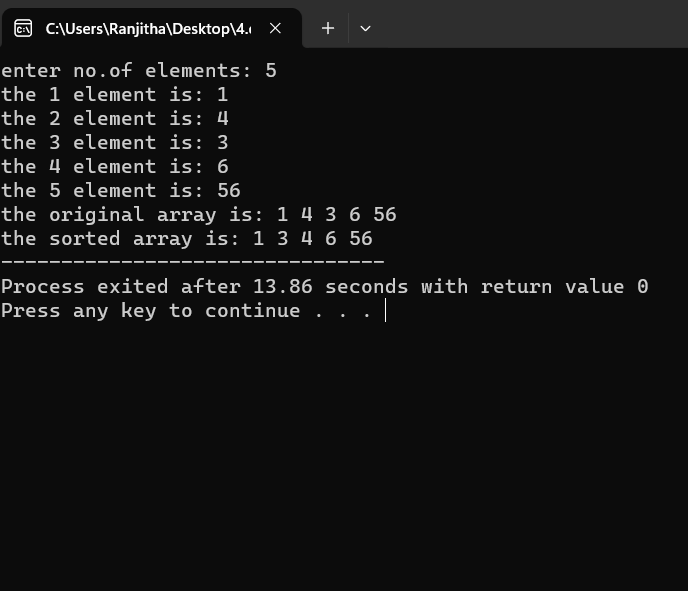 C:\Users\Ranjitha\Desktop\4.
enter no.of elements: 5
the 1 element is: 1
the 2 element is: 4
the 3 element is: 3
the 4 element is: 6
the 5 element is: 56
the original array is: 1 4 3 6 56
the sorted array is: 1 3 4 6 56
--------------------------------
Process exited after 13.86 seconds with return value 0
Press any key to continue . . .